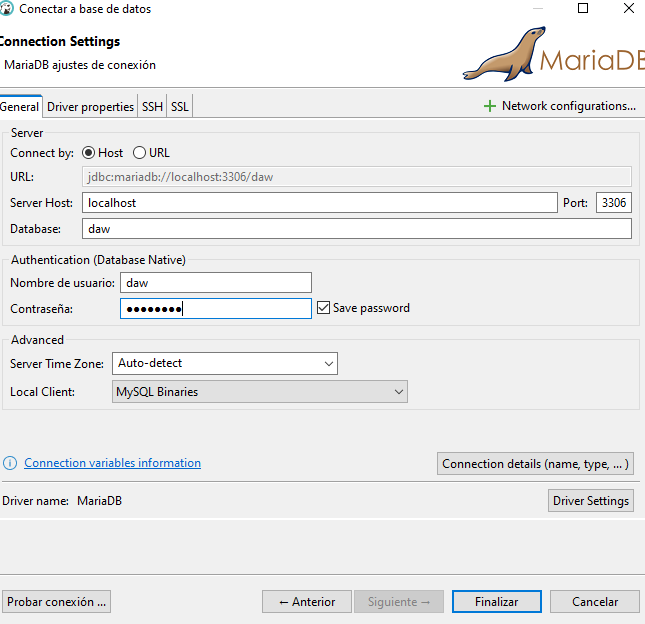 Conectar a base de datos
Connection Settings
MariaDB ajustes de conexión
MariaDB
General Driver properties SSH SSL Network configurations...
Server
Connect by: Host URL
URL: jdbc:mariadb://localhost:3306/daw
Server Host: localhost Port: 3306
Database: daw
Authentication (Database Native)
Nombre de usuario: daw
Contraseña: ●●●●●●●● Save password
Advanced
Server Time Zone: Auto-detect
Local Client: MySQL Binaries
Connection variables information Connection details (name, type, ... )
Driver name: MariaDB Driver Settings
Probar conexión ... ← Anterior Siguiente → Finalizar Cancelar